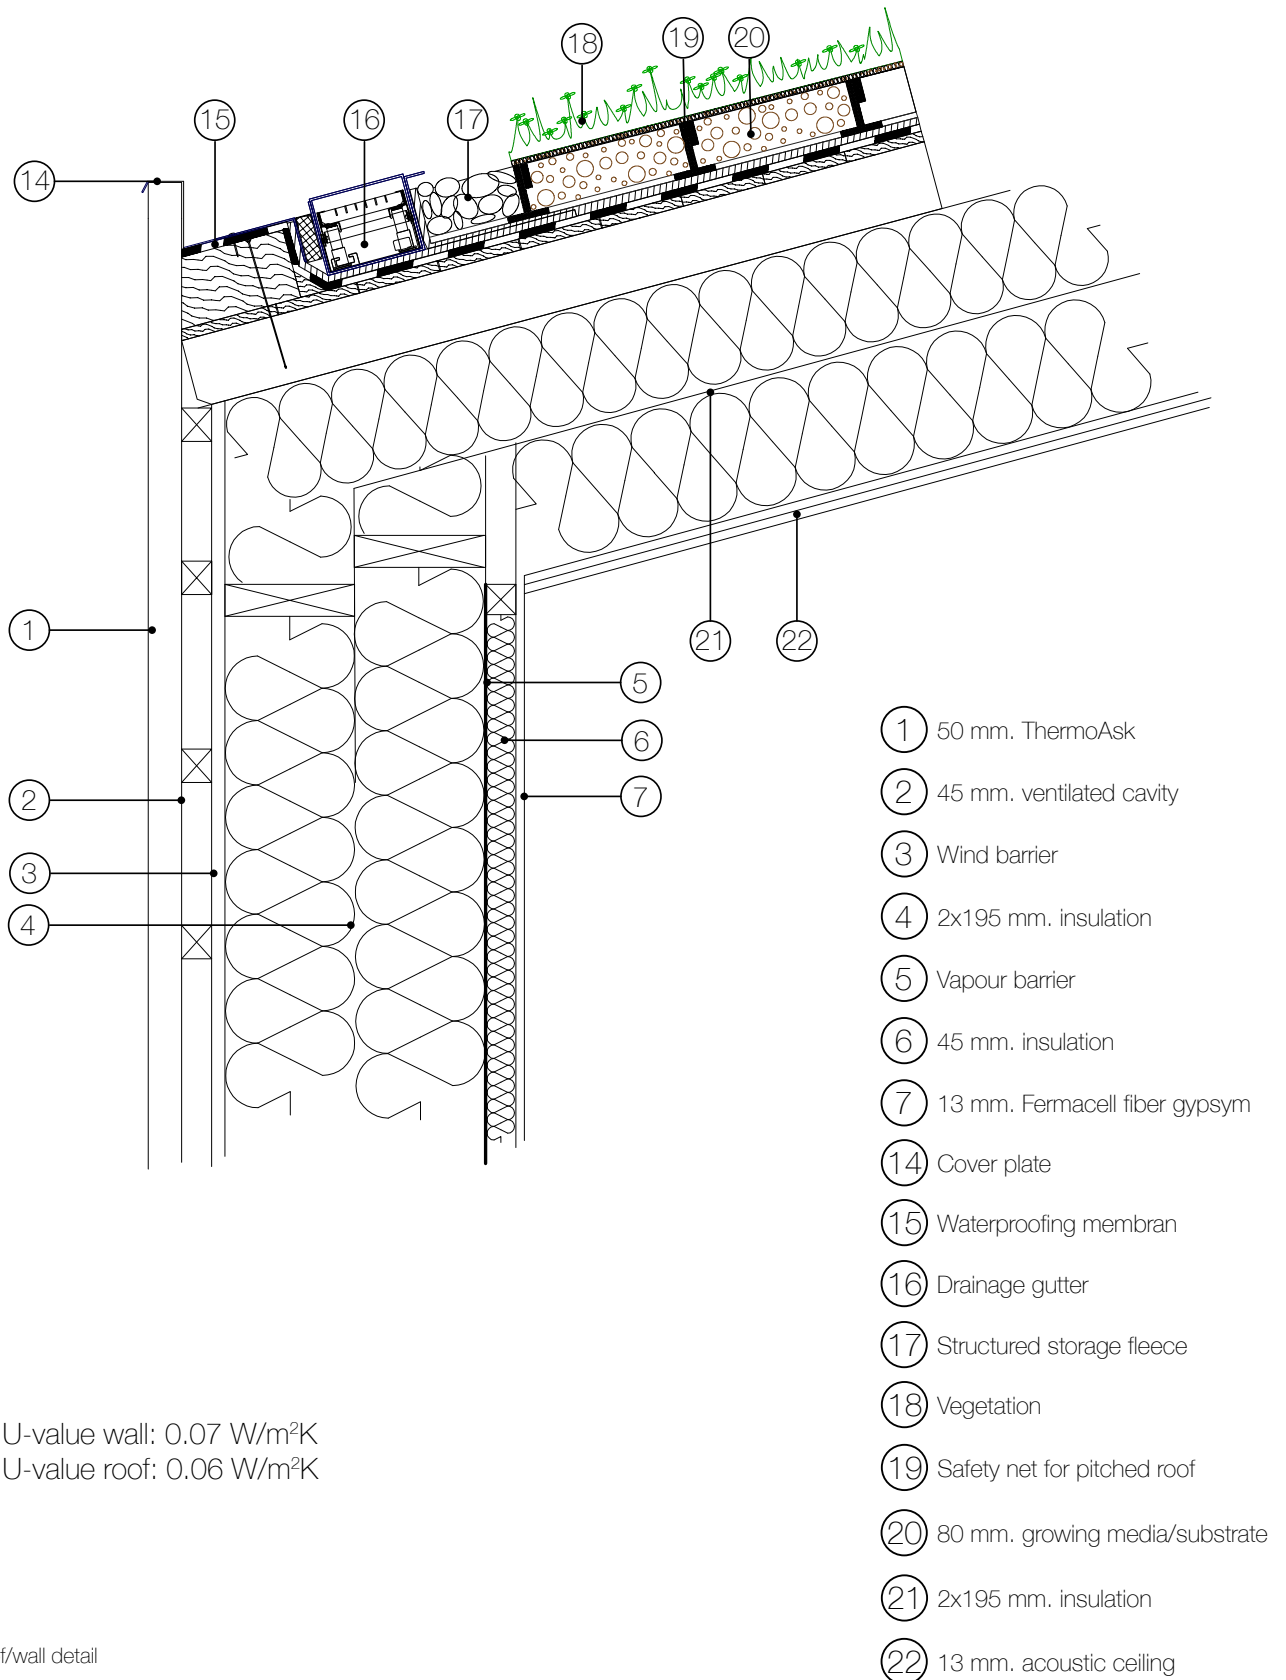 18
19
20
15
16
17
14
1
21
22
5
6
7
2
3
4
1 50 mm. ThermoAsk
2 45 mm. ventilated cavity
3 Wind barrier
4 2x195 mm. insulation
5 Vapour barrier
6 45 mm. insulation
7 13 mm. Fermacell fiber gypsym
14 Cover plate
15 Waterproofing membran
16 Drainage gutter
17 Structured storage fleece
18 Vegetation
19 Safety net for pitched roof
20 80 mm. growing media/substrate
21 2x195 mm. insulation
22 13 mm. acoustic ceiling
U-value wall: 0.07 W/m²K
U-value roof: 0.06 W/m²K
f/wall detail